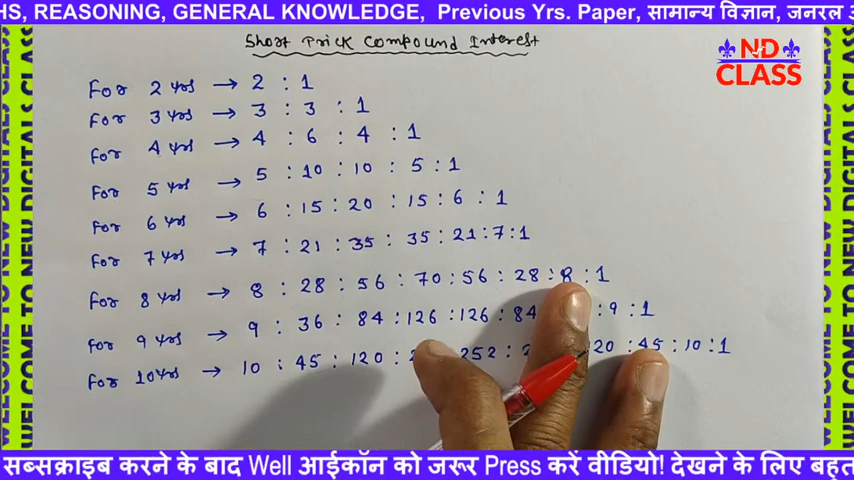 HS, REASONING, GENERAL KNOWLEDGE, Previous Yrs. Paper, सामान्य विज्ञान, जनरल
Short Trick Compound Interest
ND
CLASS
For 2 yrs → 2 : 1
For 3 yrs → 3 : 3 : 1
For 4 yrs → 4 : 6 : 4 : 1
For 5 yrs → 5 : 10 : 10 : 5 : 1
For 6 yrs → 6 : 15 : 20 : 15 : 6 : 1
For 7 yrs → 7 : 21 : 35 : 35 : 21 : 7 : 1
For 8 yrs → 8 : 28 : 56 : 70 : 56 : 28 : 8 : 1
For 9 yrs → 9 : 36 : 84 : 126 : 126 : 84 : 9 : 1
For 10 yrs → 10 : 45 : 120 : 252 : 20 : 45 : 10 : 1
WELCOME TO NEW DIGITALS C
सब्सक्राइब करने के बाद Well आईकॉन को जरूर Press करें वीडियो! देखने के लिए बहुत